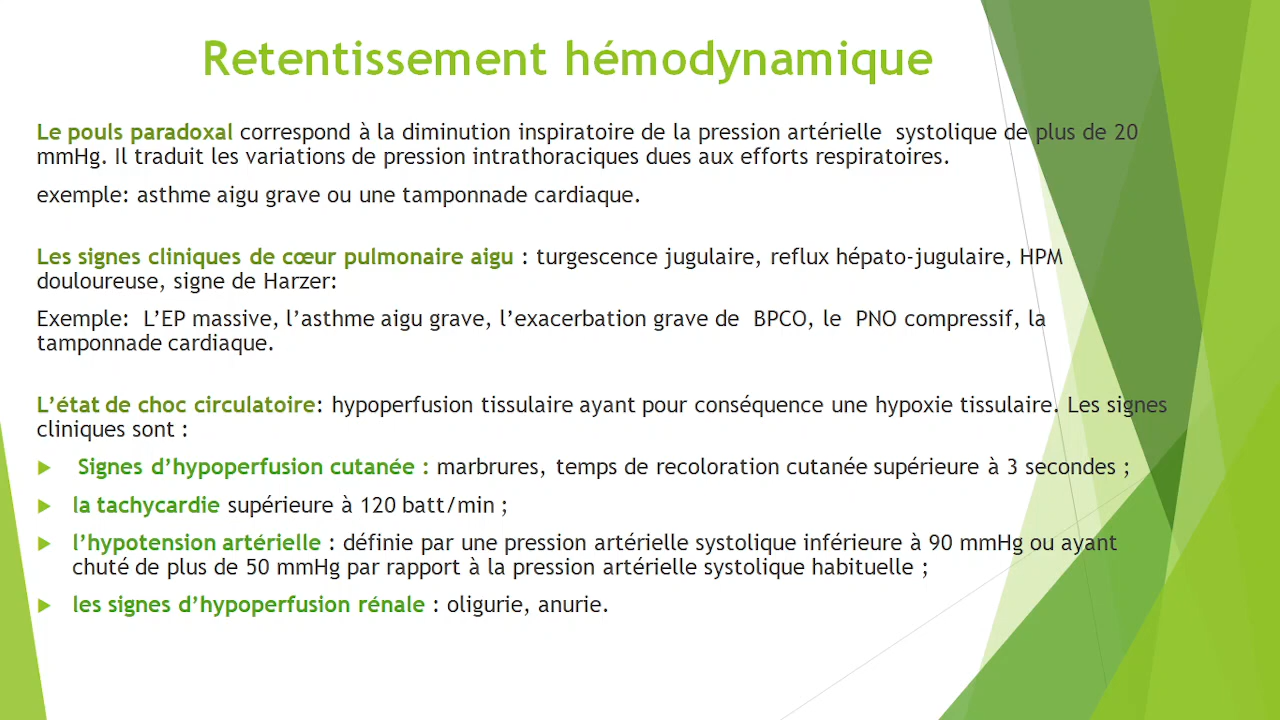 Retentissement hémodynamique
Le pouls paradoxal correspond à la diminution inspiratoire de la pression artérielle systolique de plus de 20
mmHg. Il traduit les variations de pression intrathoraciques dues aux efforts respiratoires.
exemple: asthme aigu grave ou une tamponnade cardiaque.
Les signes cliniques de cœur pulmonaire aigu : turgescence jugulaire, reflux hépato-jugulaire, HPM
douloureuse, signe de Harzer:
Exemple: L’EP massive, l’asthme aigu grave, l’exacerbation grave de BPCO, le PNO compressif, la
tamponnade cardiaque.
L’état de choc circulatoire: hypoperfusion tissulaire ayant pour conséquence une hypoxie tissulaire. Les signes
cliniques sont :
Signes d’hypoperfusion cutanée : marbrures, temps de recoloration cutanée supérieure à 3 secondes ;
la tachycardie supérieure à 120 batt/min ;
l’hypotension artérielle : définie par une pression artérielle systolique inférieure à 90 mmHg ou ayant
chuté de plus de 50 mmHg par rapport à la pression artérielle systolique habituelle ;
les signes d’hypoperfusion rénale : oligurie, anurie.